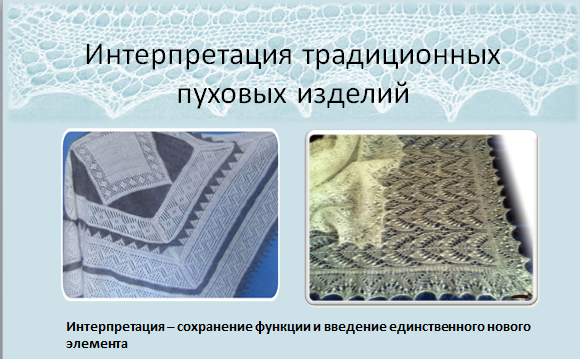 Интерпретация традиционных
пуховых изделий
Интерпретация – сохранение функции и введение единственного нового
элемента